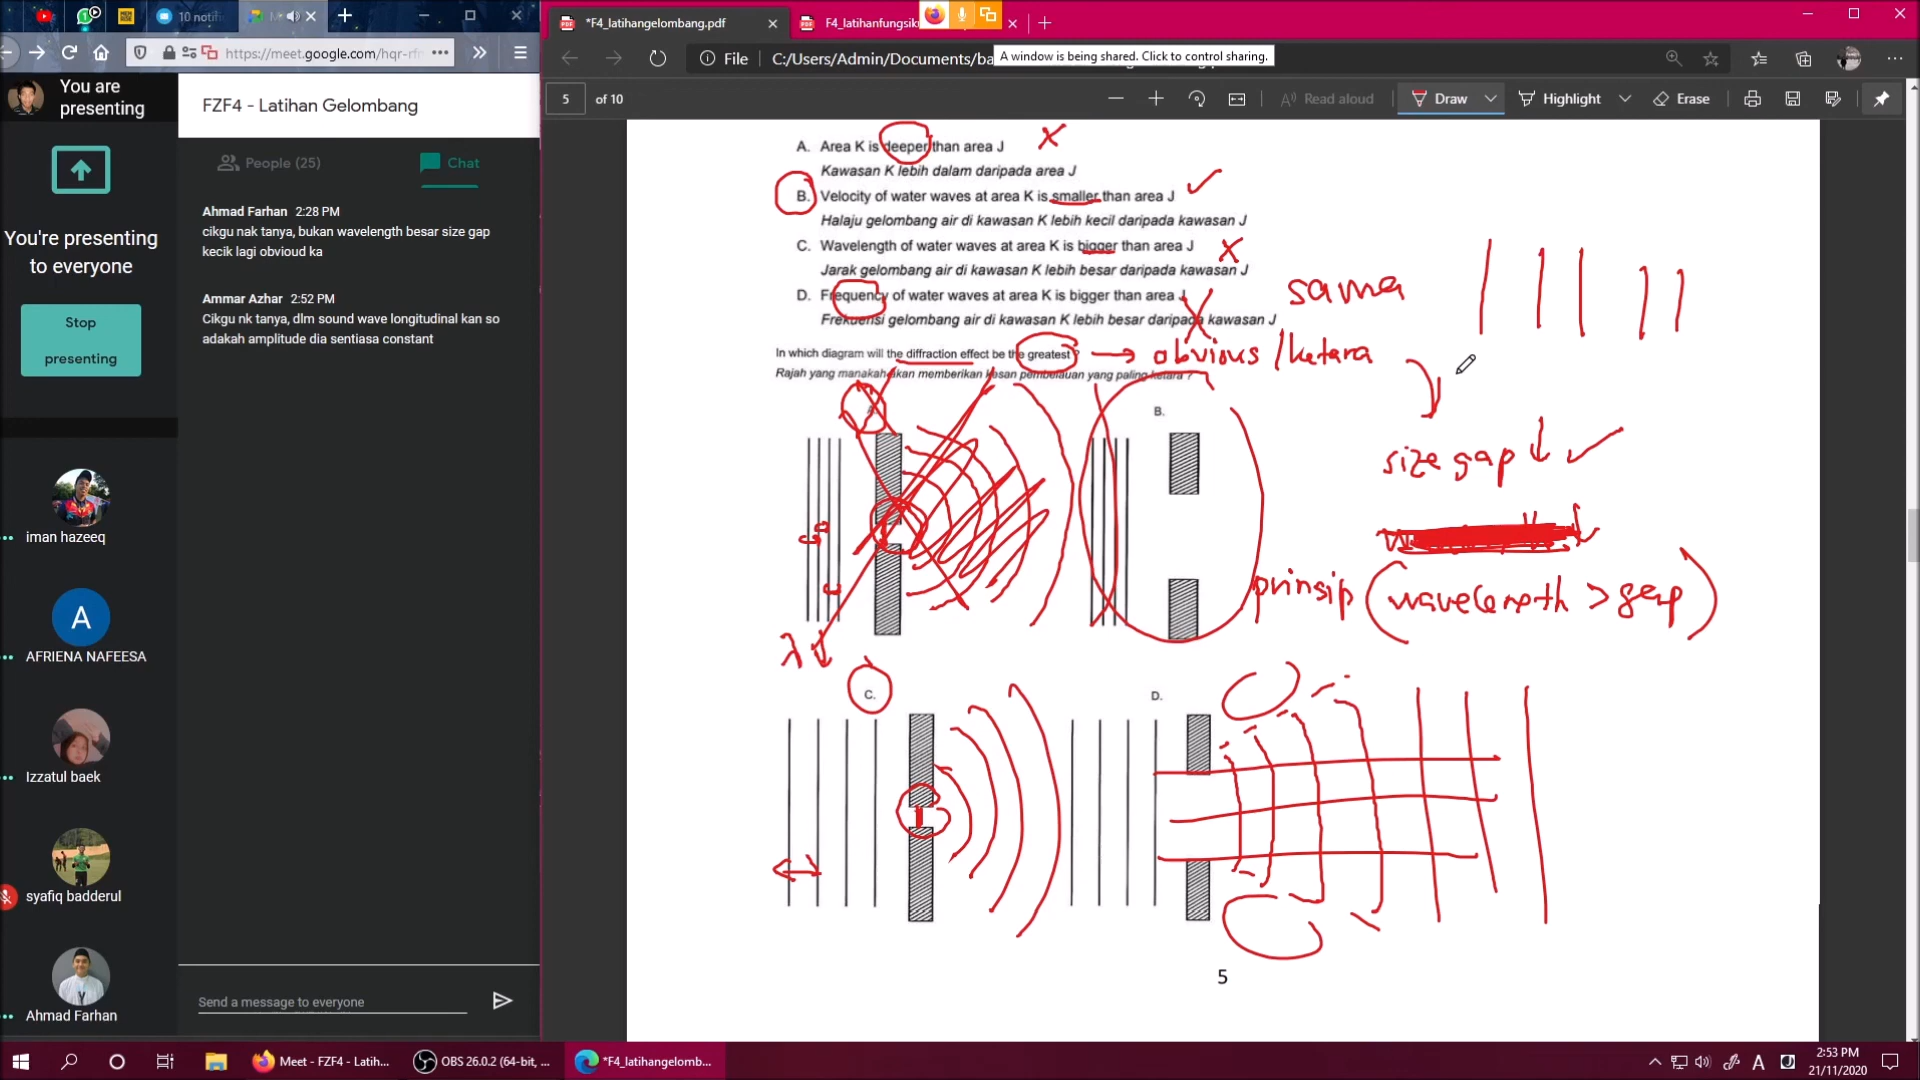 10 notifi
*F4_latihangelombang.pdf
F4_latihanfungsik
https://meet.google.com/hqr-rf
File
C:/Users/Admin/Documents/ba
A window is being shared. Click to control sharing.
5 of 10
Read aloud
Draw
Highlight
Erase
You are presenting
FZF4 - Latihan Gelombang
People (25)
Chat
You're presenting to everyone
Stop presenting
Ahmad Farhan 2:28 PM
cikgu nak tanya, bukan wavelength besar size gap
kecik lagi obvioud ka
Ammar Azhar 2:52 PM
Cikgu nk tanya, dlm sound wave longitudinal kan so
adakah amplitude dia sentiasa constant
iman hazeeq
A
AFRIENA NAFEESA
Izzatul baek
syafiq badderul
Ahmad Farhan
Send a message to everyone
A. Area K is deeper than area J
Kawasan K lebih dalam daripada area J
B. Velocity of water waves at area K is smaller than area J
Halaju gelombang air di kawasan K lebih kecil daripada kawasan J
C. Wavelength of water waves at area K is bigger than area J
Jarak gelombang air di kawasan K lebih besar daripada kawasan J
D. Frequency of water waves at area K is bigger than area J
Frekuensi gelombang air di kawasan K lebih besar daripada kawasan J
sama
In which diagram will the diffraction effect be the greatest ?
→ obvious / ketara
Rajah yang manakah akan memberikan kesan pembelauan yang paling ketara ?
A.
B.
size gap ↓ ✓
prinsip (wavelength > gap)
λ↓
C.
D.
5
Meet - FZF4 - Latih...
OBS 26.0.2 (64-bit, ...
*F4_latihangelomb...
2:53 PM
21/11/2020